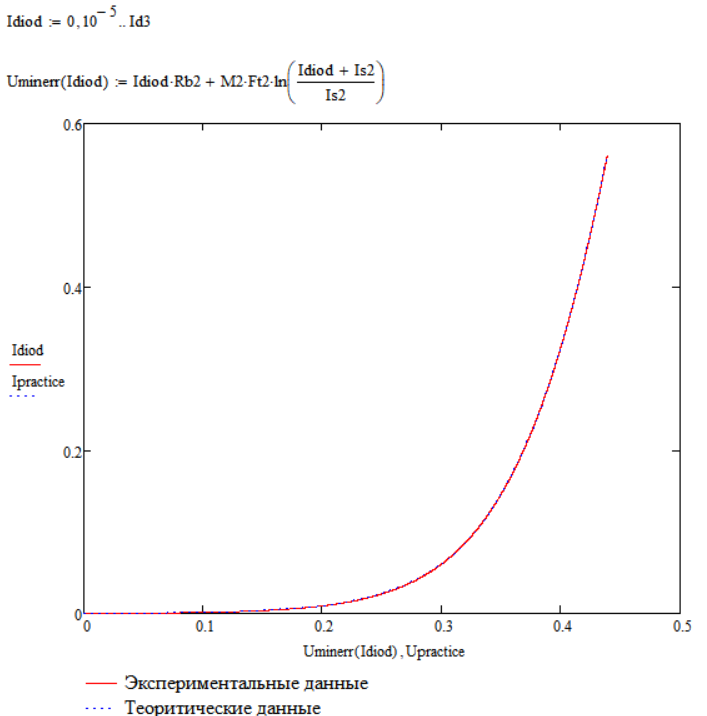 Idiod := 0,10^-5 .. Id3
Uminerr(Idiod) := Idiod·Rb2 + M2·Ft2·ln((Idiod + Is2)/Is2)
0.6
0.4
Idiod
Ipractice
0.2
0
0 0.1 0.2 0.3 0.4 0.5
Uminerr(Idiod) , Upractice
Экспериментальные данные
Теоритические данные